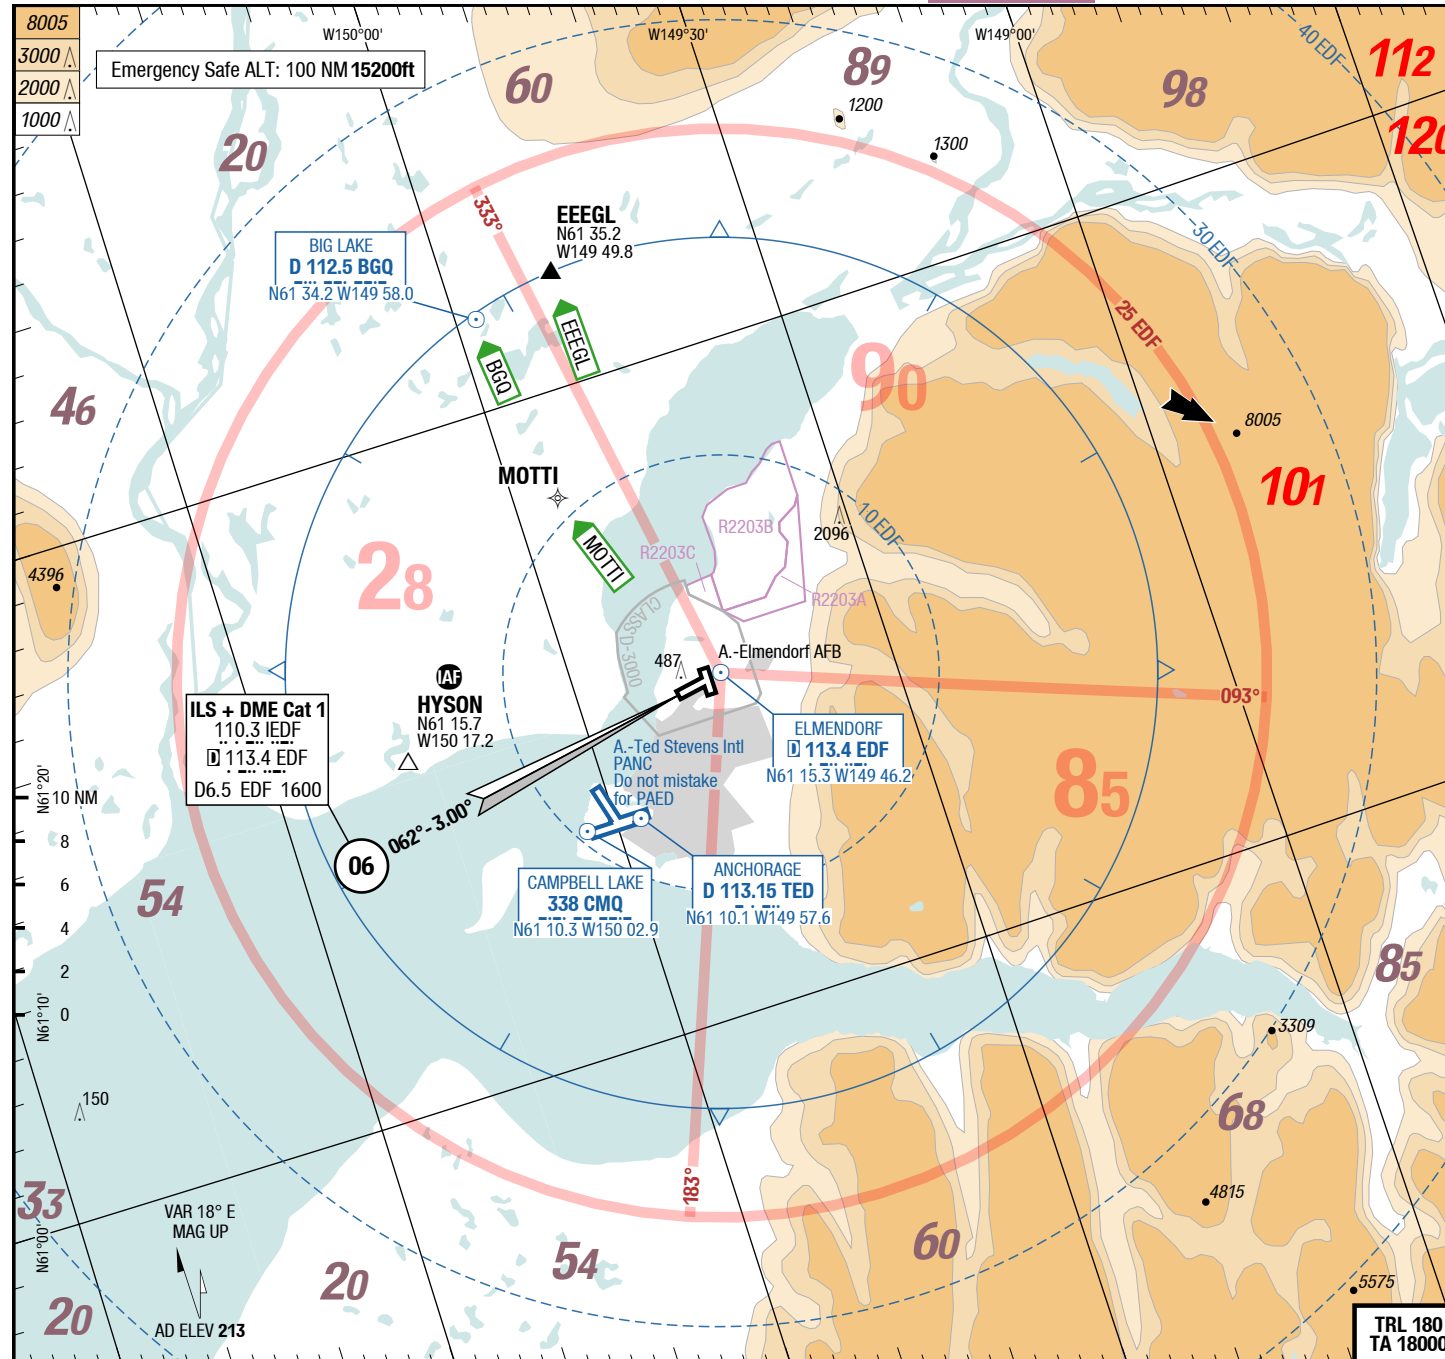 8005
3000
2000
1000
Emergency Safe ALT: 100 NM 15200ft
W150°00'
W149°30'
W149°00'
40 EDF
112
120
60
89
98
1200
1300
20
333°
EEEGL
N61 35.2
W149 49.8
BIG LAKE
D 112.5 BGQ
N61 34.2 W149 58.0
30 EDF
25 EDF
EEEGL
BGQ
90
46
8005
101
MOTTI
R2203B
10 EDF
2096
R2203C
MOTTI
28
R2203A
4396
CLASS D-3000
487
A.-Elmendorf AFB
IAF
HYSON
N61 15.7
W150 17.2
093°
ILS + DME Cat 1
110.3 IEDF
D 113.4 EDF
D6.5 EDF 1600
ELMENDORF
D 113.4 EDF
N61 15.3 W149 46.2
A.-Ted Stevens Intl
PANC
Do not mistake
for PAED
85
N61°20'
10 NM
8
6
4
2
0
N61°10'
062°- 3.00°
06
CAMPBELL LAKE
338 CMQ
N61 10.3 W150 02.9
ANCHORAGE
D 113.15 TED
N61 10.1 W149 57.6
54
85
3309
150
68
183°
4815
33
VAR 18° E
MAG UP
N61°00'
60
54
20
20
AD ELEV 213
5575
TRL 180
TA 18000